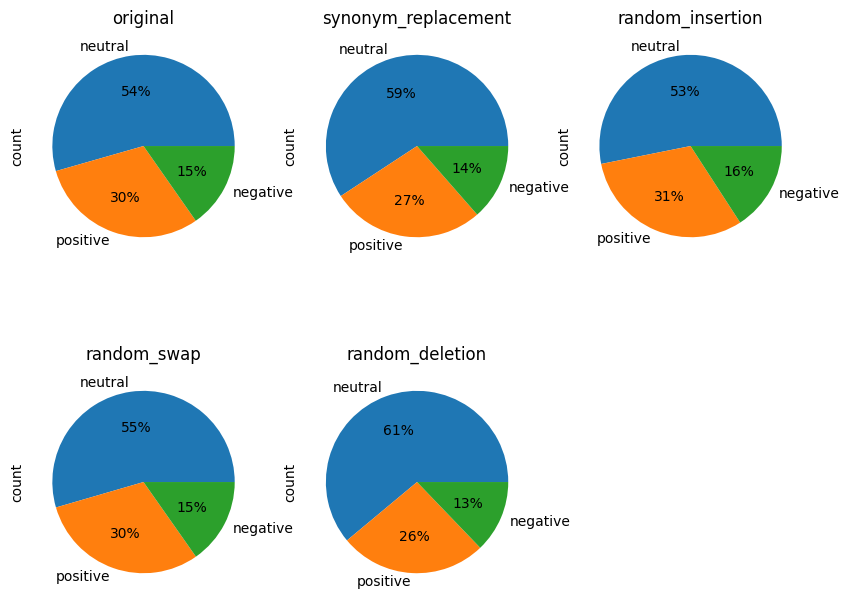 original
neutral
54%
count
15%
30%
negative
positive
synonym_replacement
neutral
59%
count
14%
27%
negative
positive
random_insertion
neutral
53%
count
16%
31%
negative
positive
random_swap
neutral
55%
count
15%
30%
negative
positive
random_deletion
neutral
61%
count
13%
26%
negative
positive